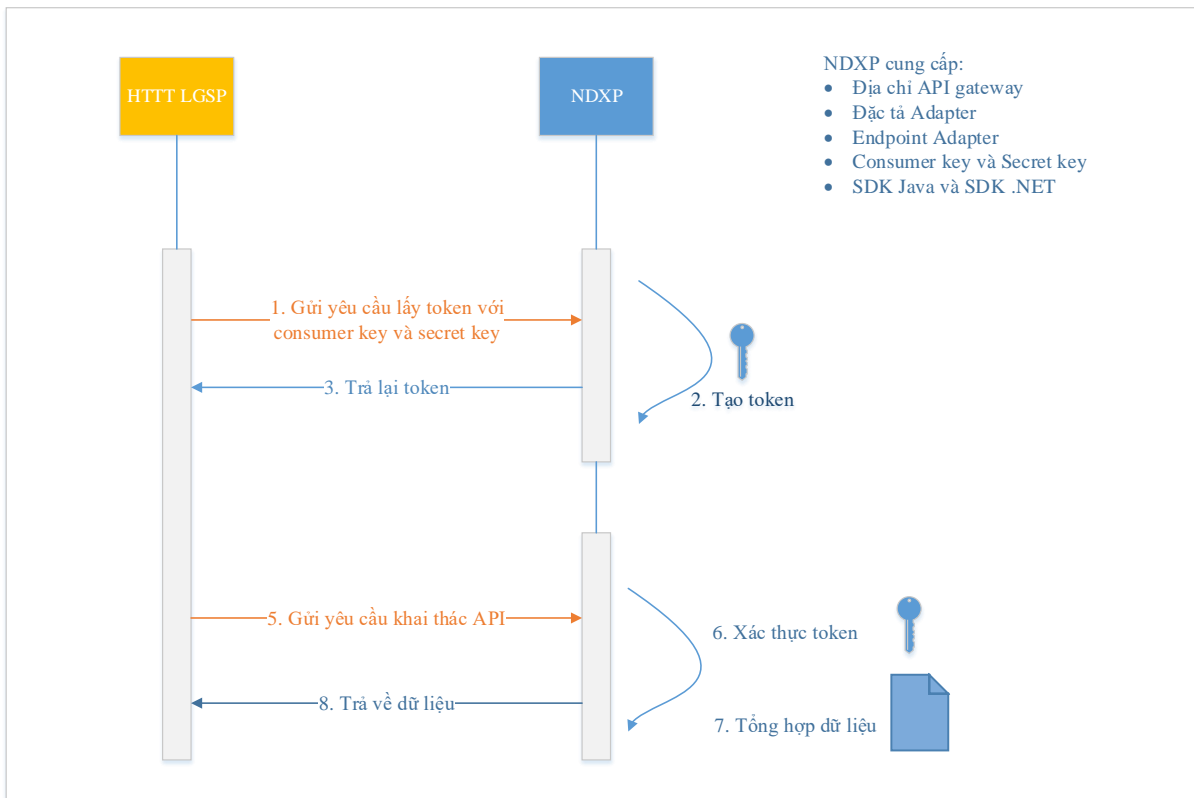 HTTT LGSP
NDXP
NDXP cung cấp:
• Địa chỉ API gateway
• Đặc tả Adapter
• Endpoint Adapter
• Consumer key và Secret key
• SDK Java và SDK .NET
1. Gửi yêu cầu lấy token với
consumer key và secret key
3. Trả lại token
2. Tạo token
5. Gửi yêu cầu khai thác API
6. Xác thực token
8. Trả về dữ liệu
7. Tổng hợp dữ liệu